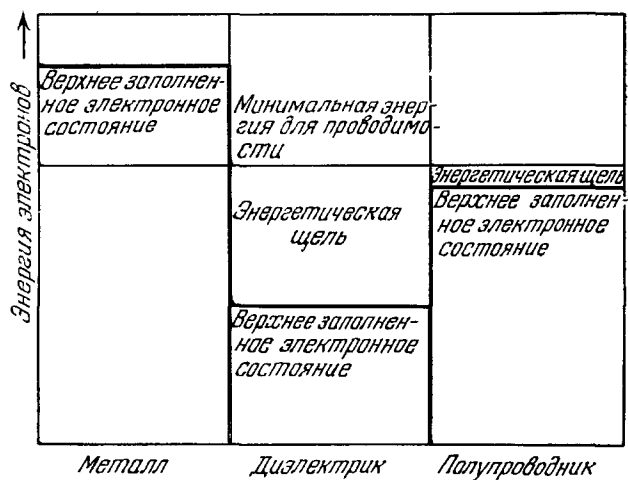 Энергия электронов
Верхнее заполнен-
ное электронное
состояние
Минимальная энер-
гия для проводимо-
сти
Энергетическая
щель
Верхнее заполнен-
ное электронное
состояние
Энергетическая щель
Верхнее заполнен-
ное электронное
состояние
Металл
Диэлектрик
Полупроводник